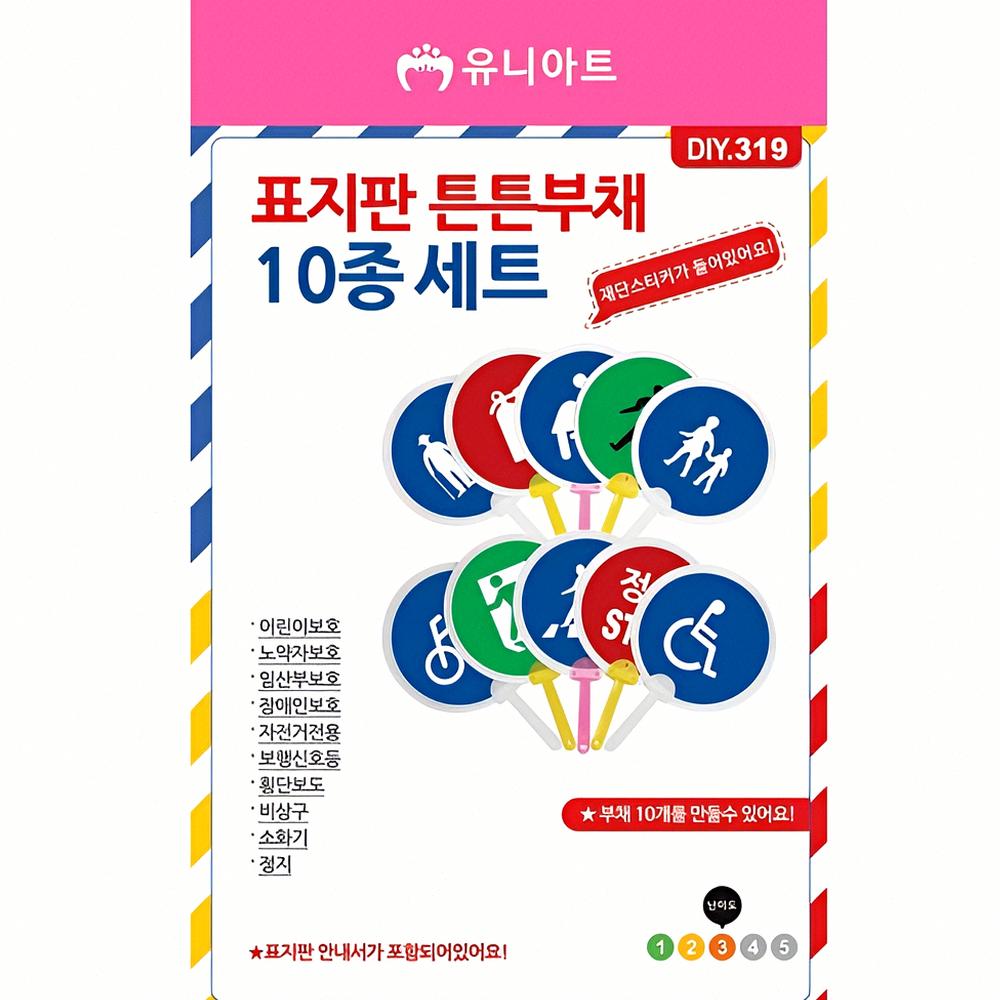 유니아트
DIY.319
표지판 튼튼부채
10종 세트
재단스티커가 들어있어요!
정
ST
· 어린이보호
· 노약자보호
· 임산부보호
· 장애인보호
· 자전거전용
· 보행신호등
· 횡단보도
· 비상구
· 소화기
· 정지
★ 부채 10개를 만들수 있어요!
난이도
1 2 3 4 5
★표지판 안내서가 포함되어있어요!